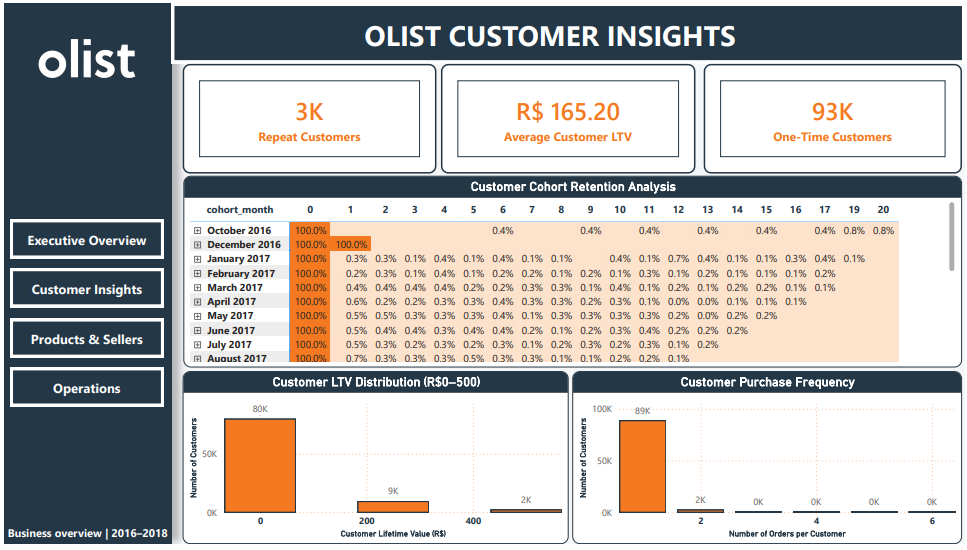 olist
OLIST CUSTOMER INSIGHTS
3K
Repeat Customers
R$ 165.20
Average Customer LTV
93K
One-Time Customers
Executive Overview
Customer Insights
Products & Sellers
Operations
Business overview | 2016–2018
Customer Cohort Retention Analysis
cohort_month 0 1 2 3 4 5 6 7 8 9 10 11 12 13 14 15 16 17 19 20
October 2016 100.0% 0.4% 0.4% 0.4% 0.4% 0.4% 0.4% 0.8% 0.8%
December 2016 100.0% 100.0%
January 2017 100.0% 0.3% 0.3% 0.1% 0.4% 0.1% 0.4% 0.1% 0.1% 0.4% 0.1% 0.7% 0.4% 0.1% 0.1% 0.3% 0.4% 0.1%
February 2017 100.0% 0.2% 0.3% 0.1% 0.4% 0.1% 0.2% 0.2% 0.1% 0.2% 0.1% 0.3% 0.1% 0.2% 0.1% 0.1% 0.1% 0.2%
March 2017 100.0% 0.4% 0.4% 0.4% 0.4% 0.2% 0.2% 0.3% 0.3% 0.1% 0.4% 0.1% 0.2% 0.1% 0.2% 0.2% 0.1% 0.1%
April 2017 100.0% 0.6% 0.2% 0.2% 0.3% 0.3% 0.4% 0.3% 0.3% 0.2% 0.3% 0.1% 0.0% 0.0% 0.1% 0.1% 0.1%
May 2017 100.0% 0.5% 0.5% 0.3% 0.3% 0.3% 0.4% 0.1% 0.3% 0.3% 0.2% 0.3% 0.2% 0.0% 0.2% 0.2%
June 2017 100.0% 0.5% 0.4% 0.4% 0.3% 0.4% 0.4% 0.2% 0.1% 0.2% 0.3% 0.4% 0.2% 0.2% 0.2%
July 2017 100.0% 0.5% 0.3% 0.2% 0.3% 0.2% 0.3% 0.1% 0.2% 0.3% 0.2% 0.3% 0.1% 0.2%
August 2017 100.0% 0.7% 0.3% 0.3% 0.3% 0.5% 0.3% 0.3% 0.1% 0.1% 0.2% 0.2% 0.1%
Customer LTV Distribution (R$0–500)
Number of Customers
50K
0K
80K
9K
2K
0 200 400
Customer Lifetime Value (R$)
Customer Purchase Frequency
Number of Customers
100K
50K
0K
89K
2K
0K
0K
0K
0K
2 4 6
Number of Orders per Customer